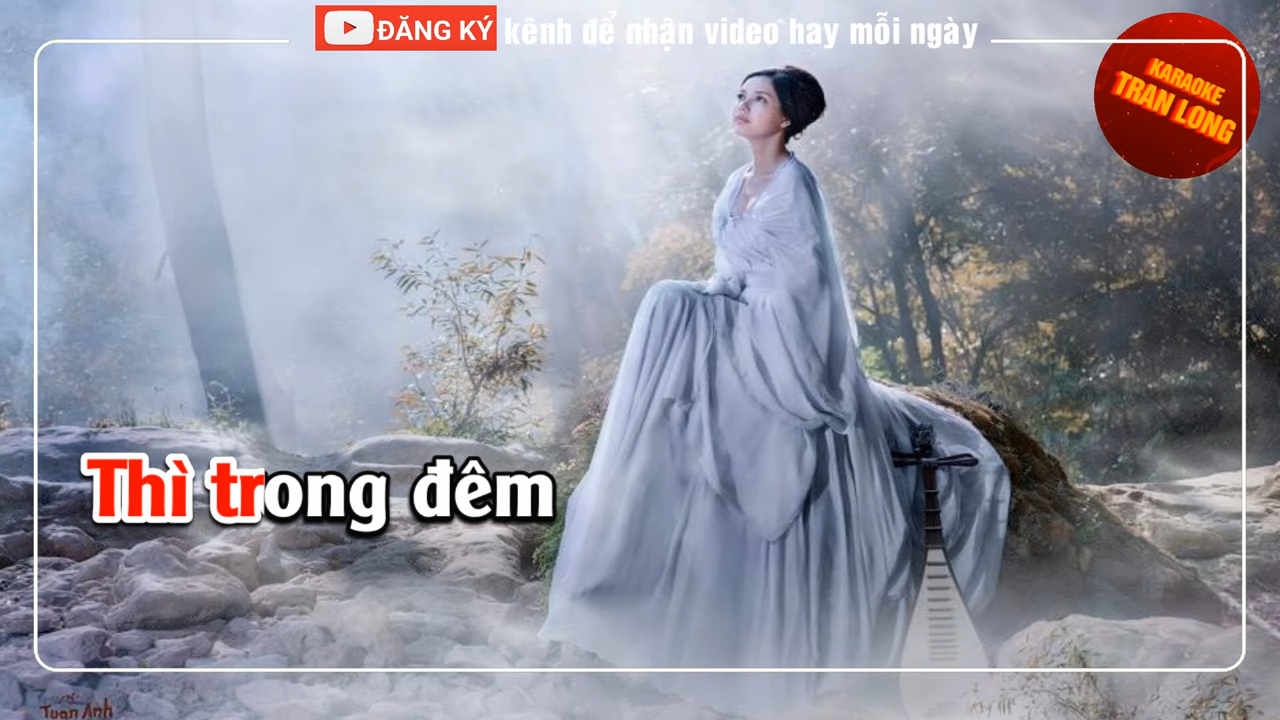 ĐĂNG KÝ kênh để nhận video hay mỗi ngày
KARAOKE
TRAN LONG
Thì trong đêm
Tuan Anh